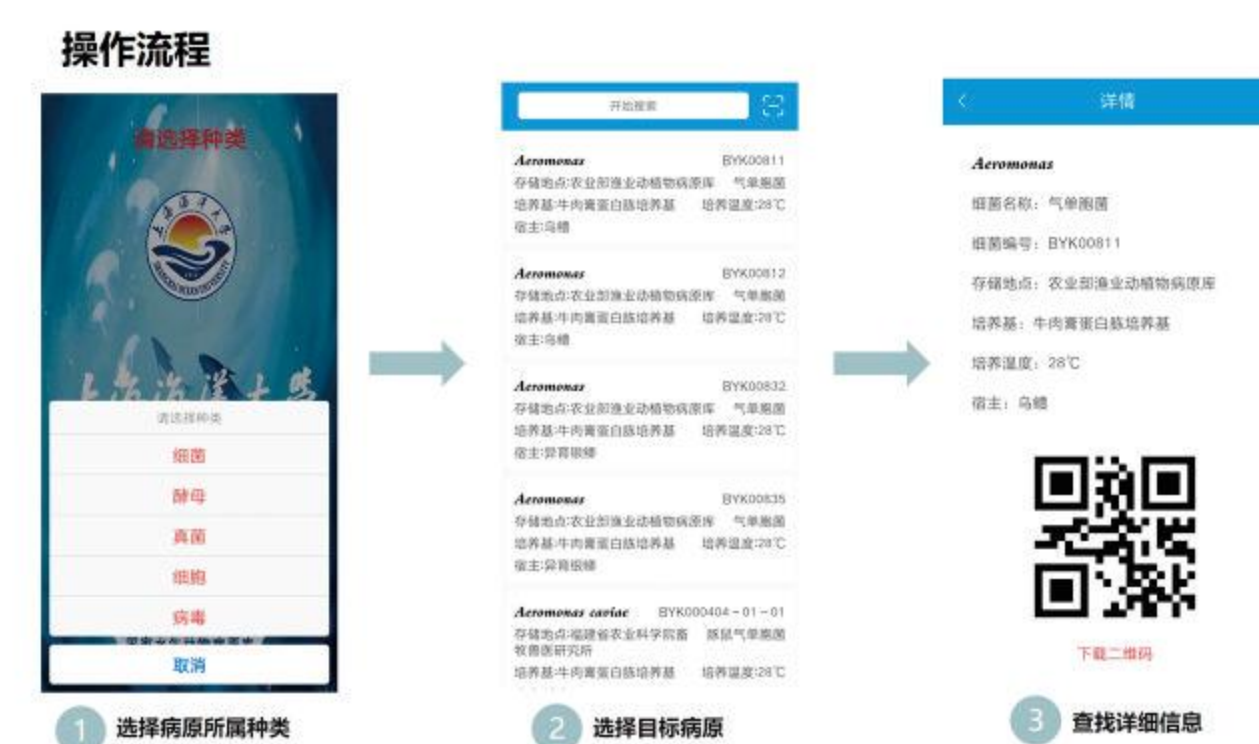 操作流程
请选择种类
上海海洋大学
SHANGHAI OCEAN UNIVERSITY
上海海洋大学
请选择种类
细菌
酵母
真菌
细胞
病毒
取消
1 选择病原所属种类
开始搜索
Aeromonas BYK00811
存储地点:农业部渔业动植物病原库 气单胞菌
培养基:牛肉膏蛋白胨培养基 培养温度:28℃
宿主:乌鳢
Aeromonas BYK00812
存储地点:农业部渔业动植物病原库 气单胞菌
培养基:牛肉膏蛋白胨培养基 培养温度:28℃
宿主:乌鳢
Aeromonas BYK00832
存储地点:农业部渔业动植物病原库 气单胞菌
培养基:牛肉膏蛋白胨培养基 培养温度:28℃
宿主:异育银鲫
Aeromonas BYK00835
存储地点:农业部渔业动植物病原库 气单胞菌
培养基:牛肉膏蛋白胨培养基 培养温度:28℃
宿主:异育银鲫
Aeromonas caviae BYK000404-01-01
存储地点:福建省农业科学院畜 豚鼠气单胞菌
牧兽医研究所
培养基:牛肉膏蛋白胨培养基 培养温度:28℃
2 选择目标病原
详情
Aeromonas
细菌名称：气单胞菌
细菌编号：BYK00811
存储地点：农业部渔业动植物病原库
培养基：牛肉膏蛋白胨培养基
培养温度：28℃
宿主：乌鳢
下载二维码
3 查找详细信息